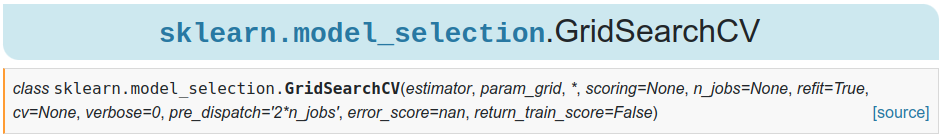 sklearn.model_selection.GridSearchCV
class sklearn.model_selection.GridSearchCV(estimator, param_grid, *, scoring=None, n_jobs=None, refit=True,
cv=None, verbose=0, pre_dispatch='2*n_jobs', error_score=nan, return_train_score=False) [source]